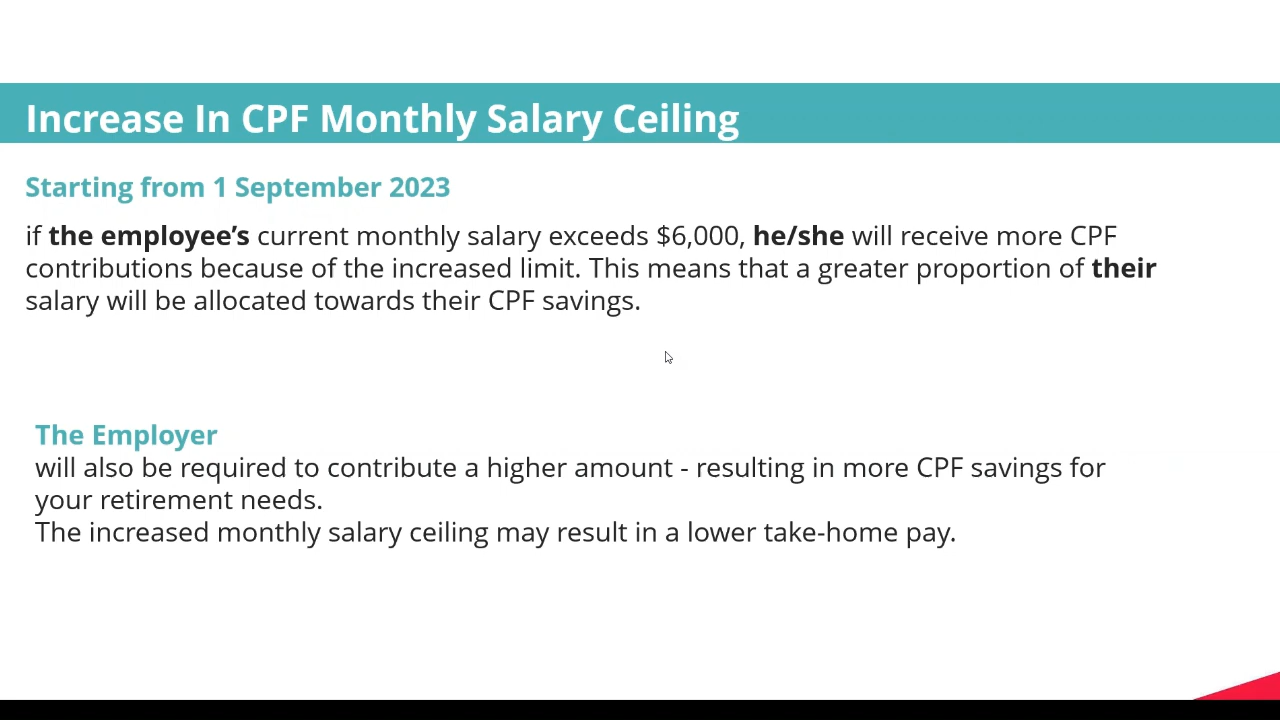 Increase In CPF Monthly Salary Ceiling
Starting from 1 September 2023
if the employee’s current monthly salary exceeds $6,000, he/she will receive more CPF
contributions because of the increased limit. This means that a greater proportion of their
salary will be allocated towards their CPF savings.
The Employer
will also be required to contribute a higher amount - resulting in more CPF savings for
your retirement needs.
The increased monthly salary ceiling may result in a lower take-home pay.